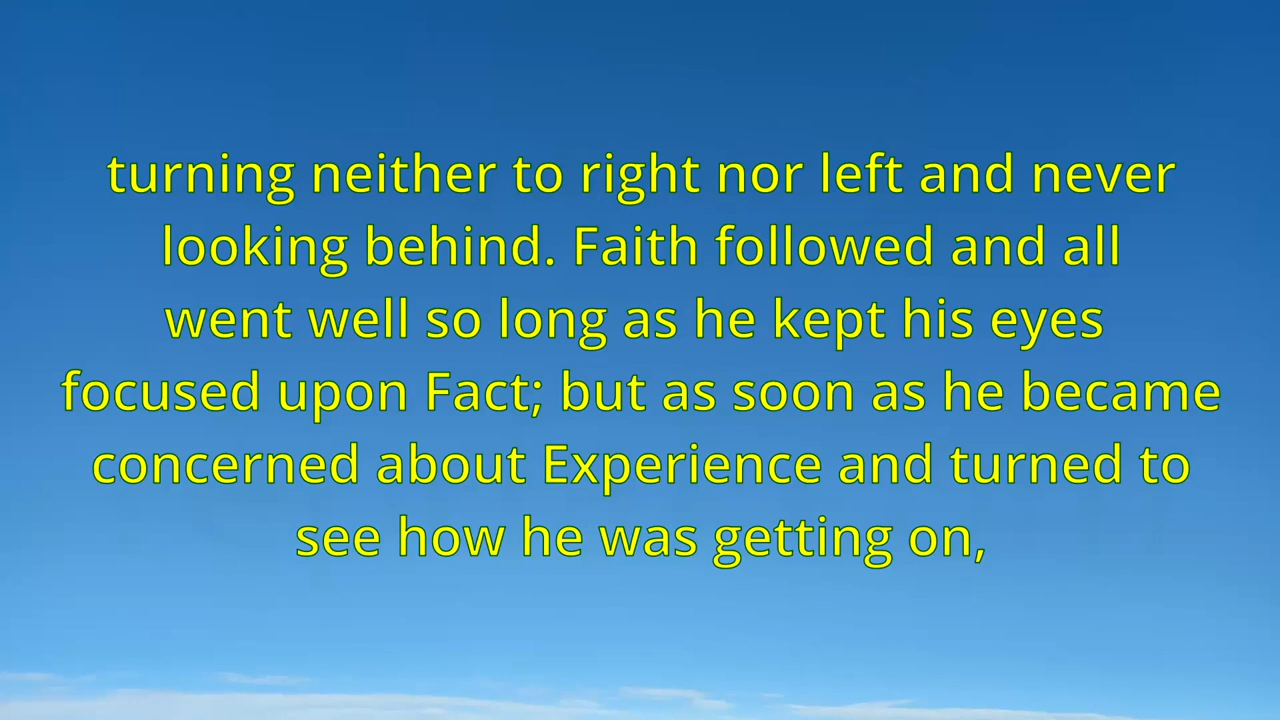 turning neither to right nor left and never
looking behind. Faith followed and all
went well so long as he kept his eyes
focused upon Fact; but as soon as he became
concerned about Experience and turned to
see how he was getting on,